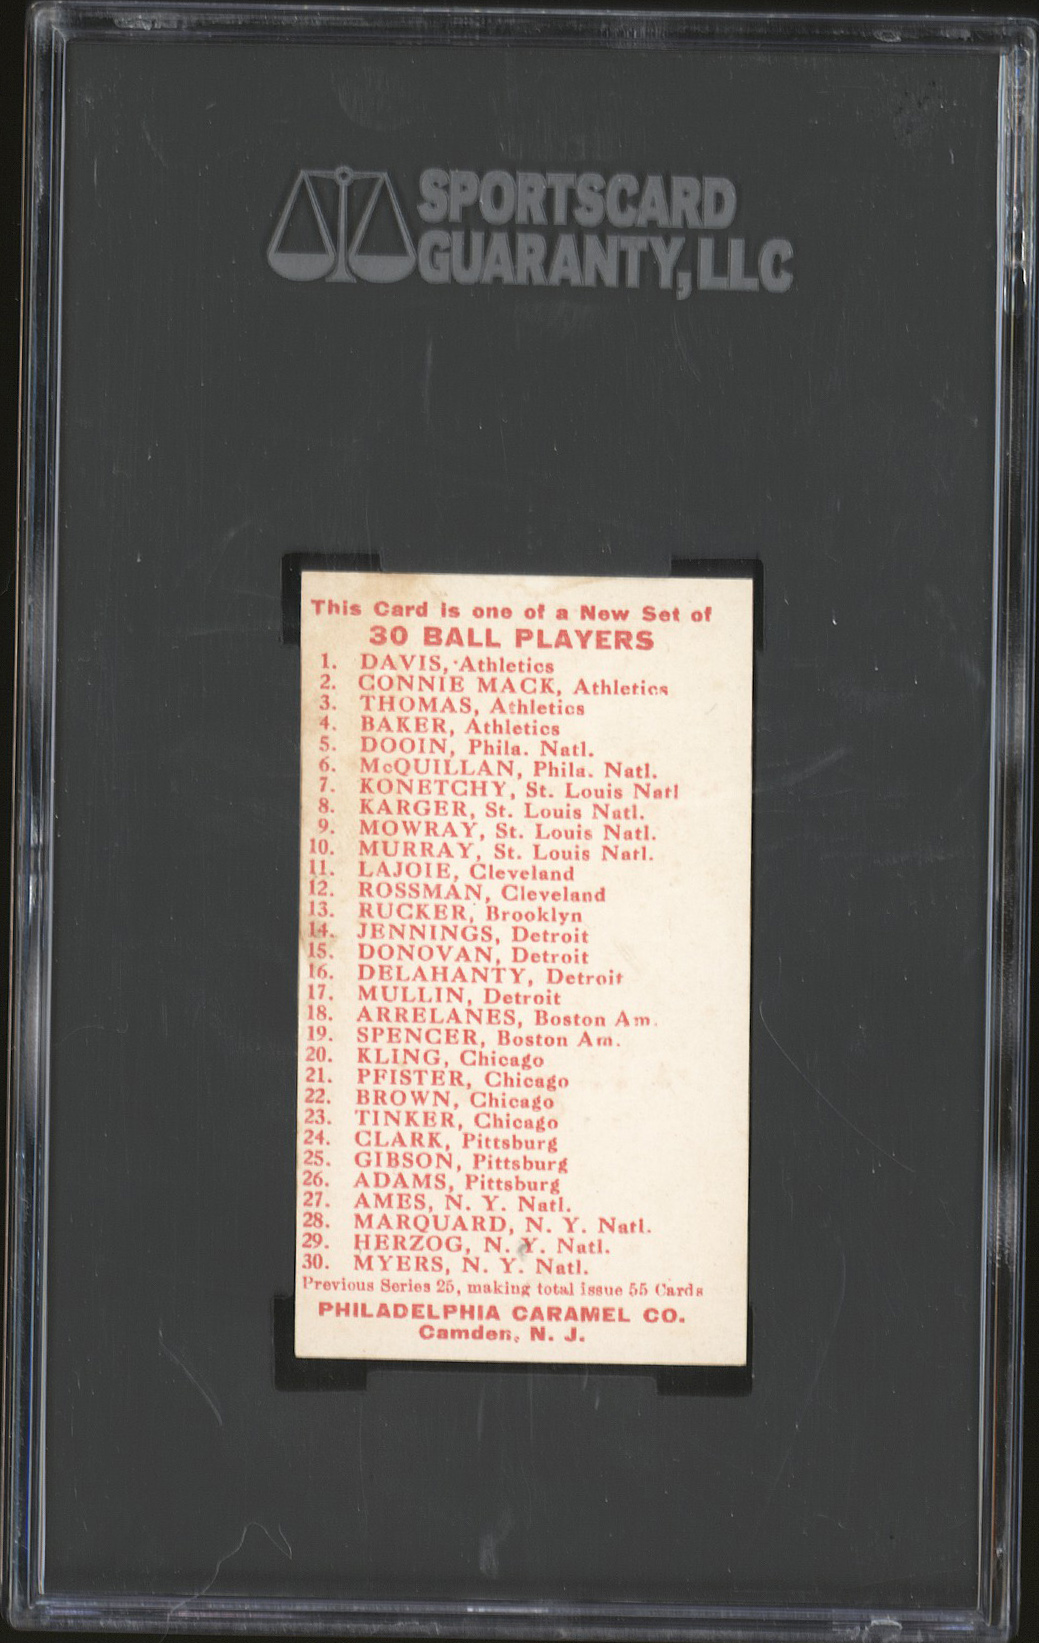 SPORTSCARD
GUARANTY, LLC
This Card is one of a New Set of
30 BALL PLAYERS
1. DAVIS, Athletics
2. CONNIE MACK, Athletics
3. THOMAS, Athletics
4. BAKER, Athletics
5. DOOIN, Phila. Natl.
6. McQUILLAN, Phila. Natl.
7. KONETCHY, St. Louis Natl
8. KARGER, St. Louis Natl.
9. MOWRAY, St. Louis Natl.
10. MURRAY, St. Louis Natl.
11. LAJOIE, Cleveland
12. ROSSMAN, Cleveland
13. RUCKER, Brooklyn
14. JENNINGS, Detroit
15. DONOVAN, Detroit
16. DELAHANTY, Detroit
17. MULLIN, Detroit
18. ARRELANES, Boston Am.
19. SPENCER, Boston Am.
20. KLING, Chicago
21. PFISTER, Chicago
22. BROWN, Chicago
23. TINKER, Chicago
24. CLARK, Pittsburg
25. GIBSON, Pittsburg
26. ADAMS, Pittsburg
27. AMES, N. Y. Natl.
28. MARQUARD, N. Y. Natl.
29. HERZOG, N. Y. Natl.
30. MYERS, N. Y. Natl.
Previous Series 25, making total issue 55 Cards
PHILADELPHIA CARAMEL CO.
Camden, N. J.